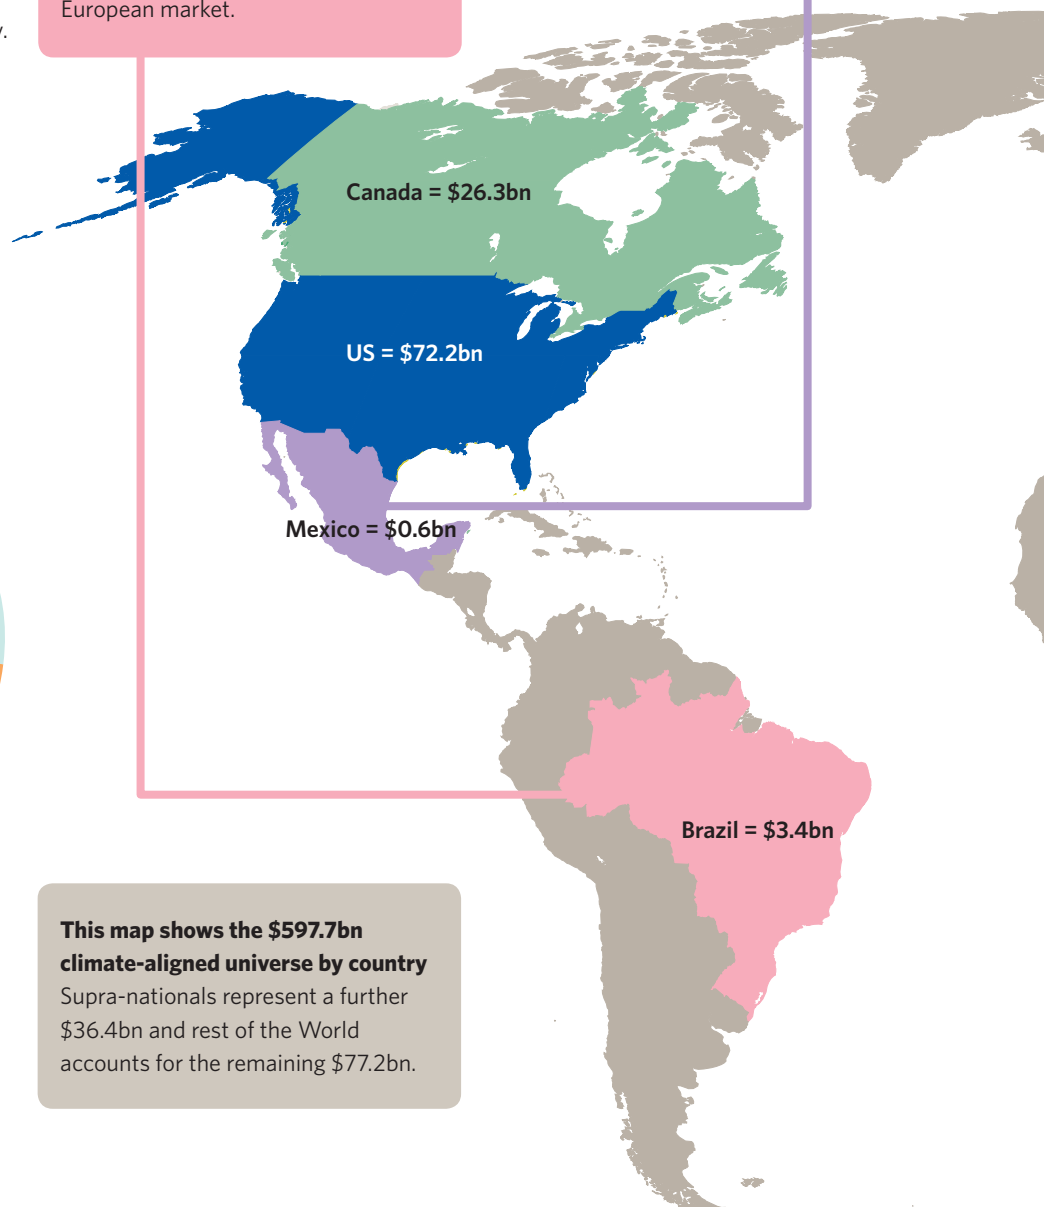 European market.
y.
Canada = $26.3bn
US = $72.2bn
Mexico = $0.6bn
Brazil = $3.4bn
This map shows the $597.7bn
climate-aligned universe by country
Supra-nationals represent a further
$36.4bn and rest of the World
accounts for the remaining $77.2bn.